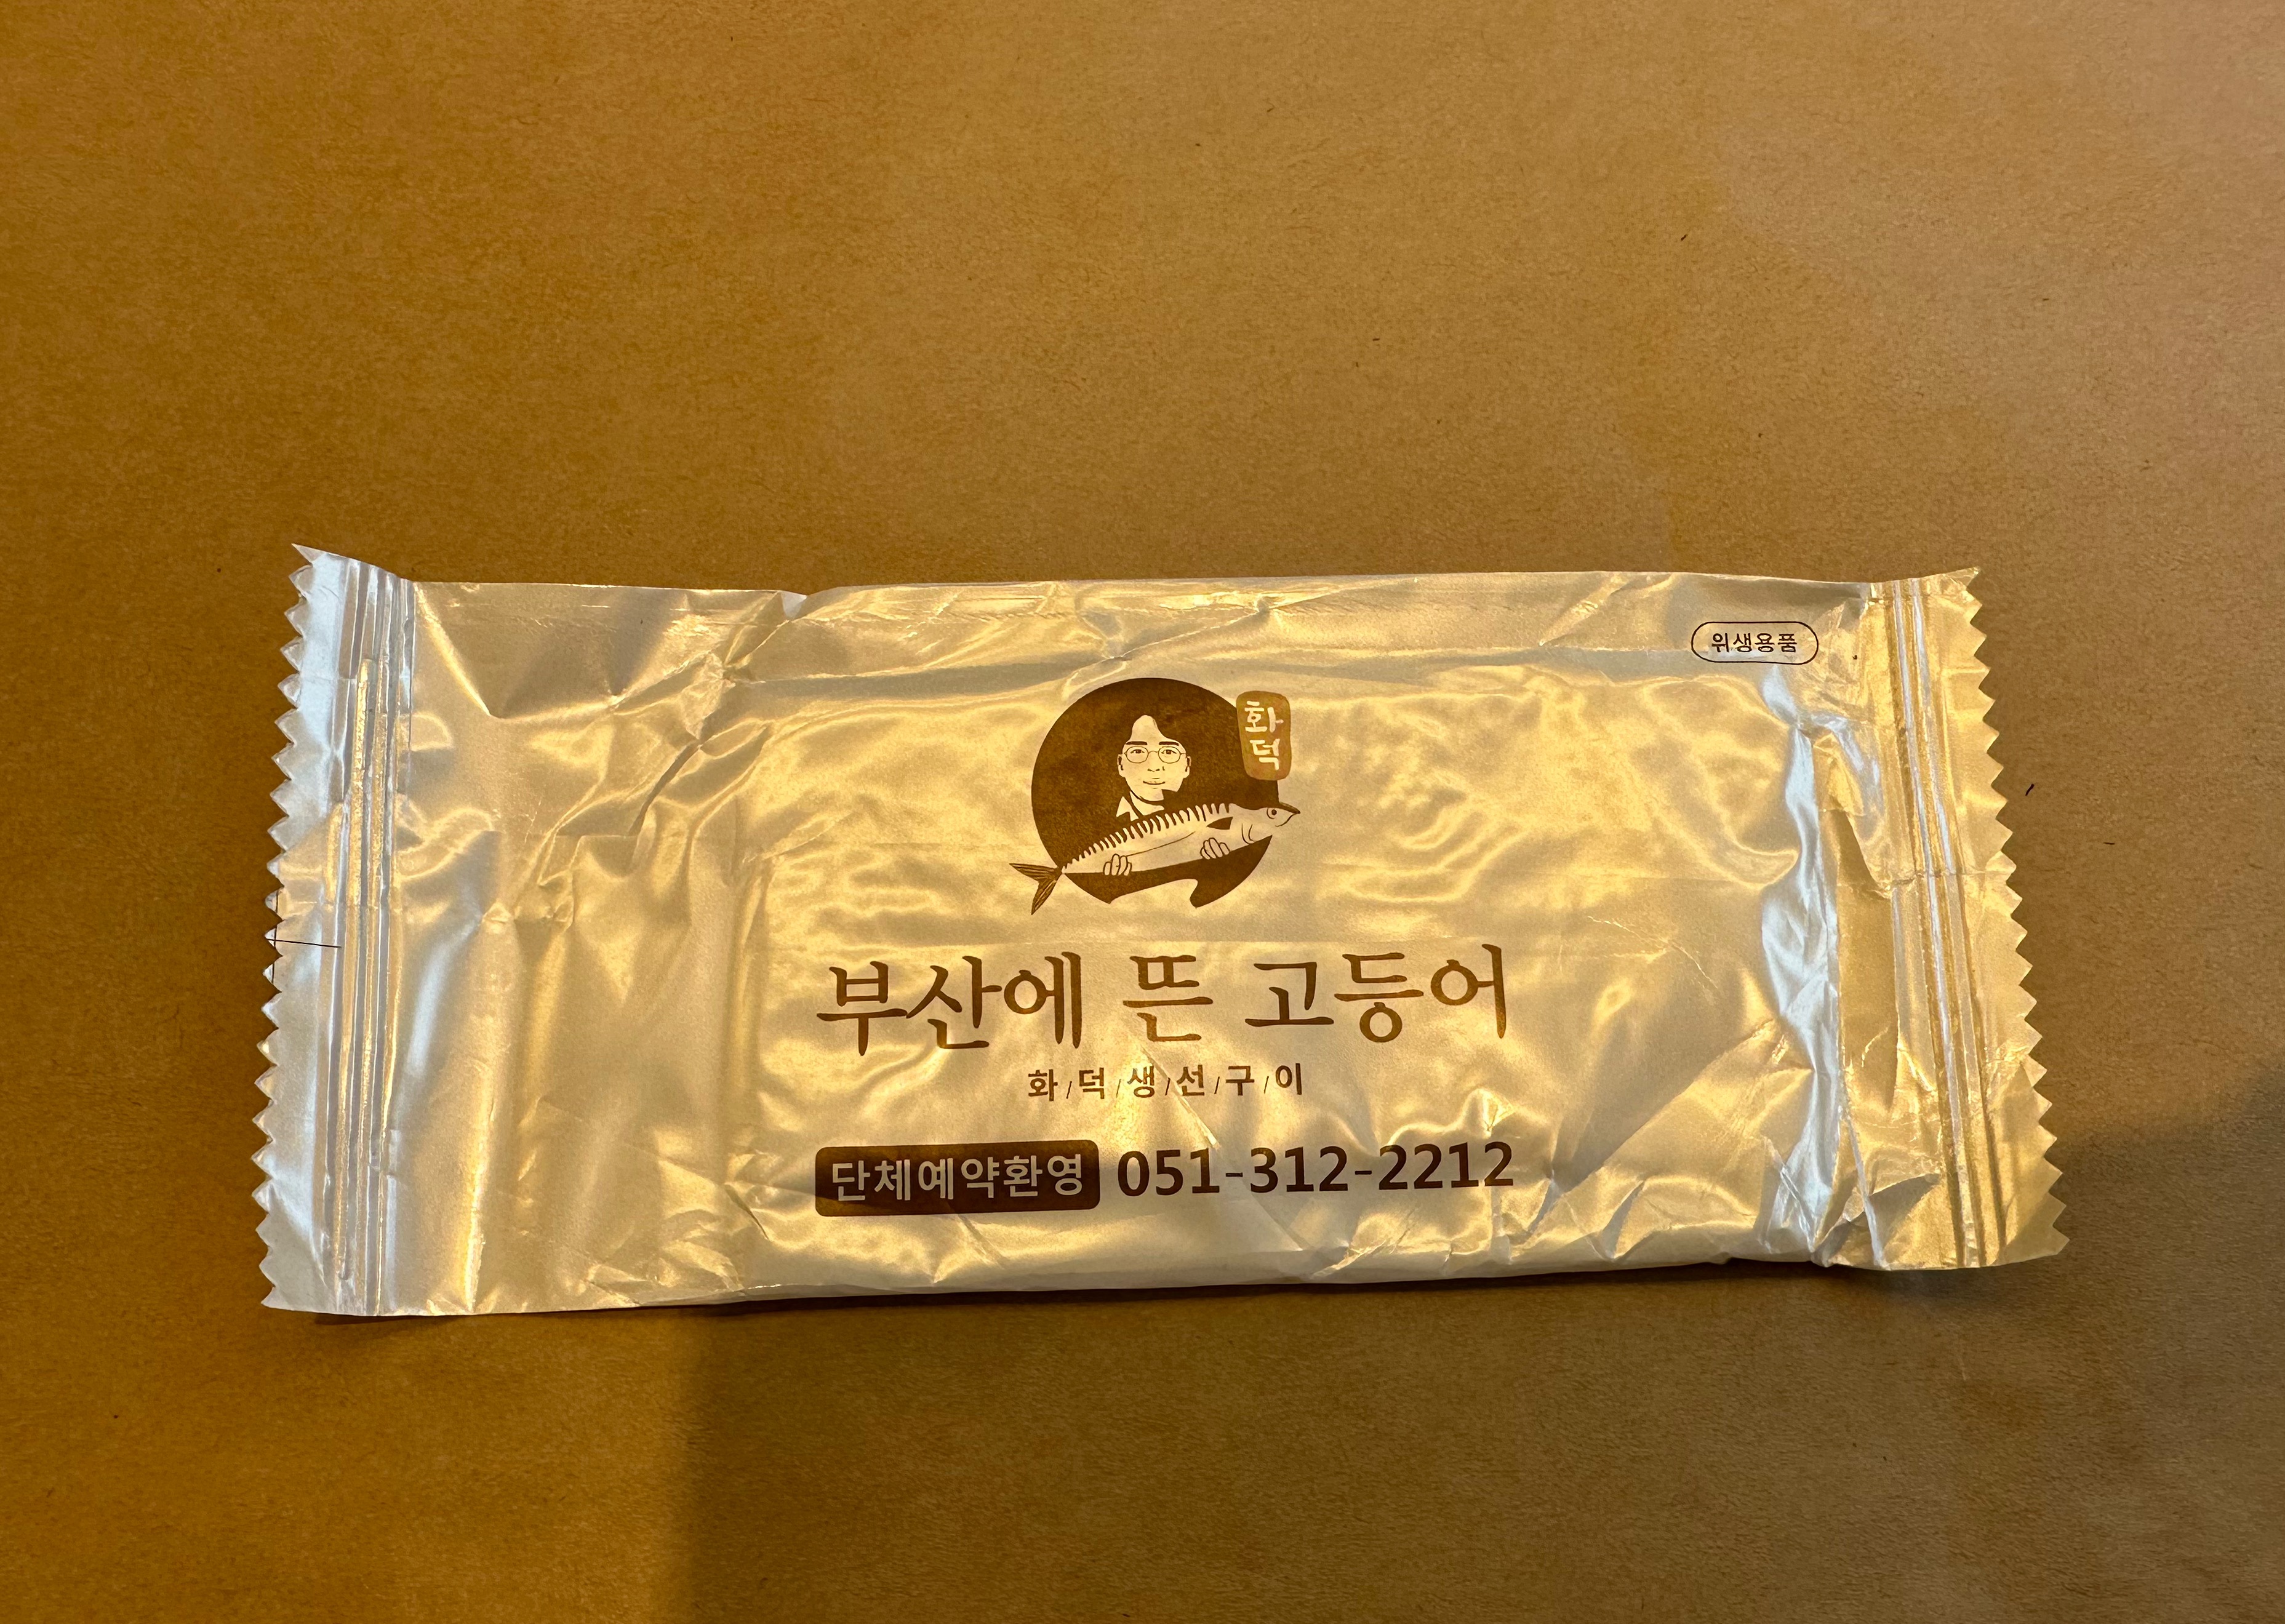 위생용품
화
덕
부산에 뜬 고등어
화/덕/생/선/구/이
단체예약환영 051-312-2212